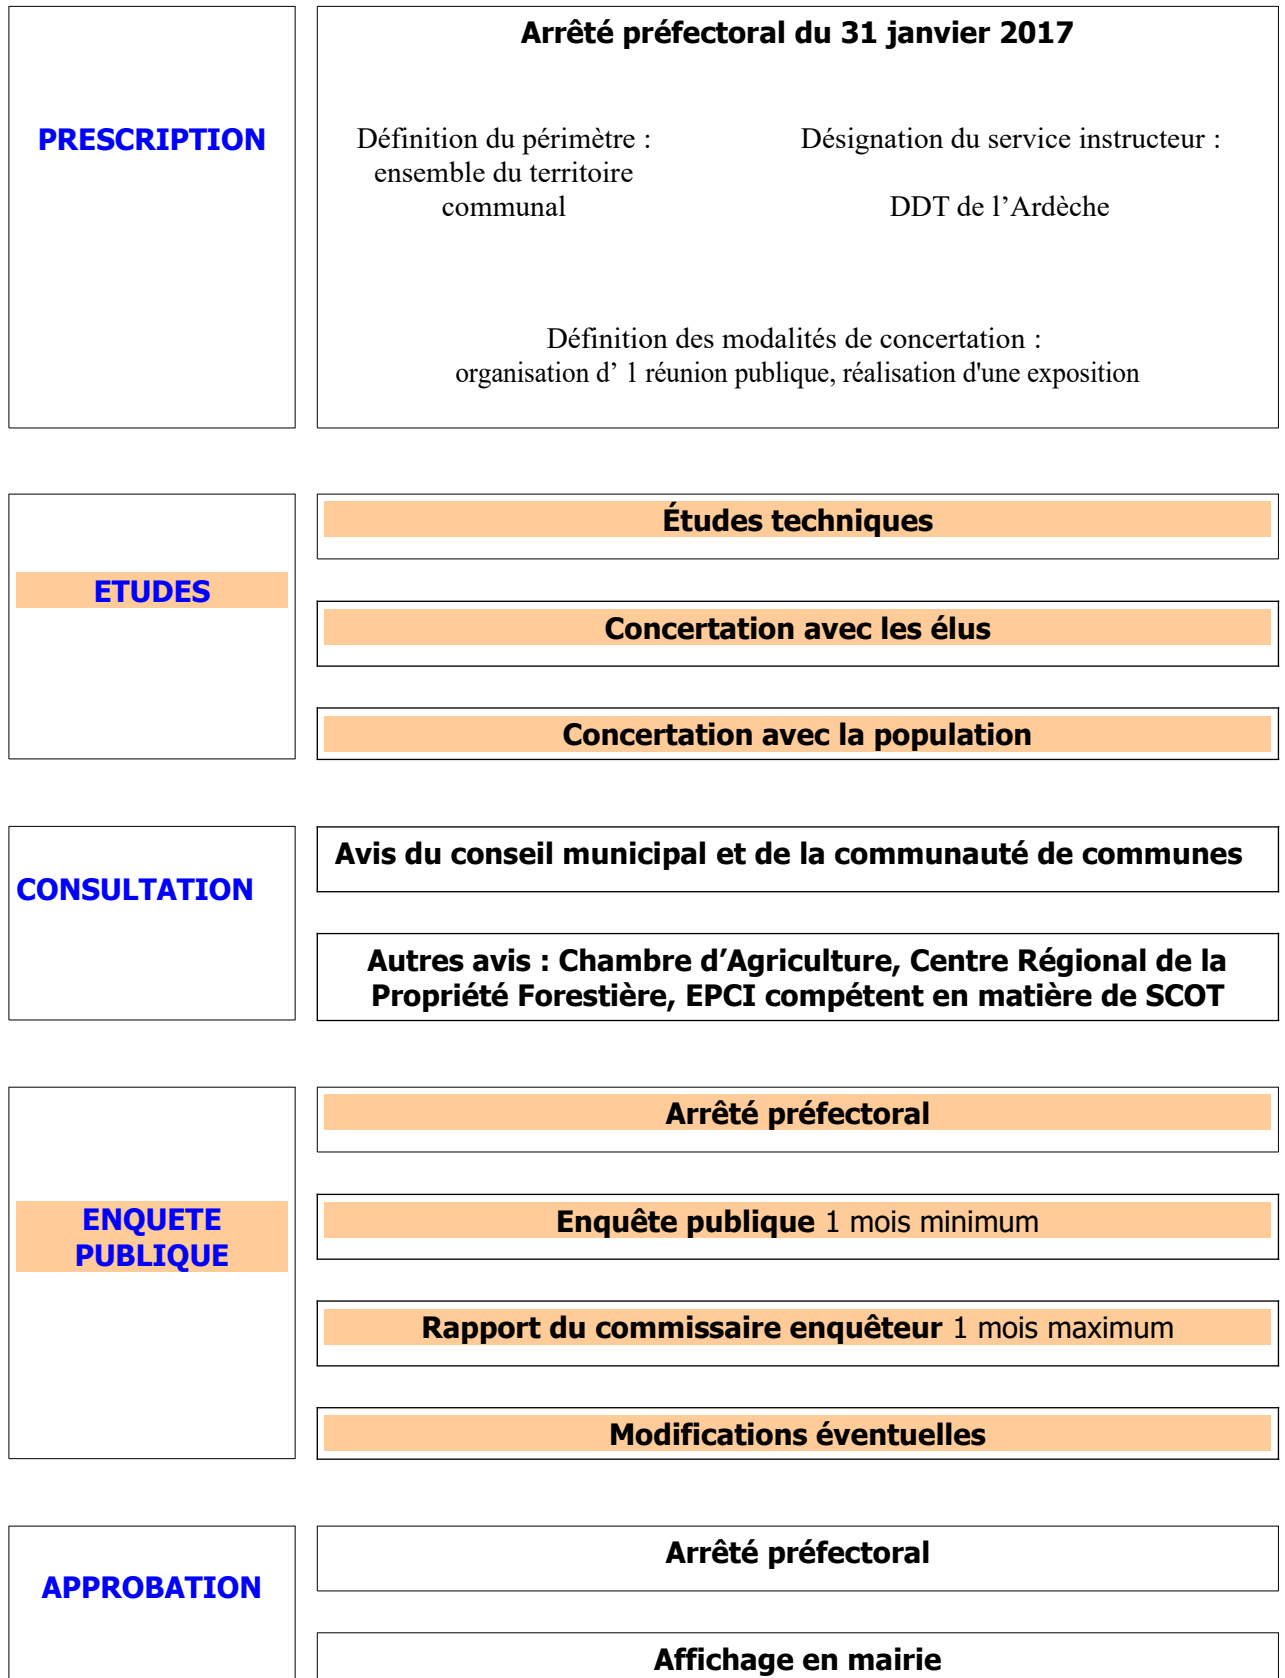 PRESCRIPTION
Arrêté préfectoral du 31 janvier 2017
Définition du périmètre :
ensemble du territoire
communal
Désignation du service instructeur :
DDT de l’Ardèche
Définition des modalités de concertation :
organisation d’ 1 réunion publique, réalisation d'une exposition
ETUDES
Études techniques
Concertation avec les élus
Concertation avec la population
CONSULTATION
Avis du conseil municipal et de la communauté de communes
Autres avis : Chambre d’Agriculture, Centre Régional de la
Propriété Forestière, EPCI compétent en matière de SCOT
ENQUETE
PUBLIQUE
Arrêté préfectoral
Enquête publique 1 mois minimum
Rapport du commissaire enquêteur 1 mois maximum
Modifications éventuelles
APPROBATION
Arrêté préfectoral
Affichage en mairie